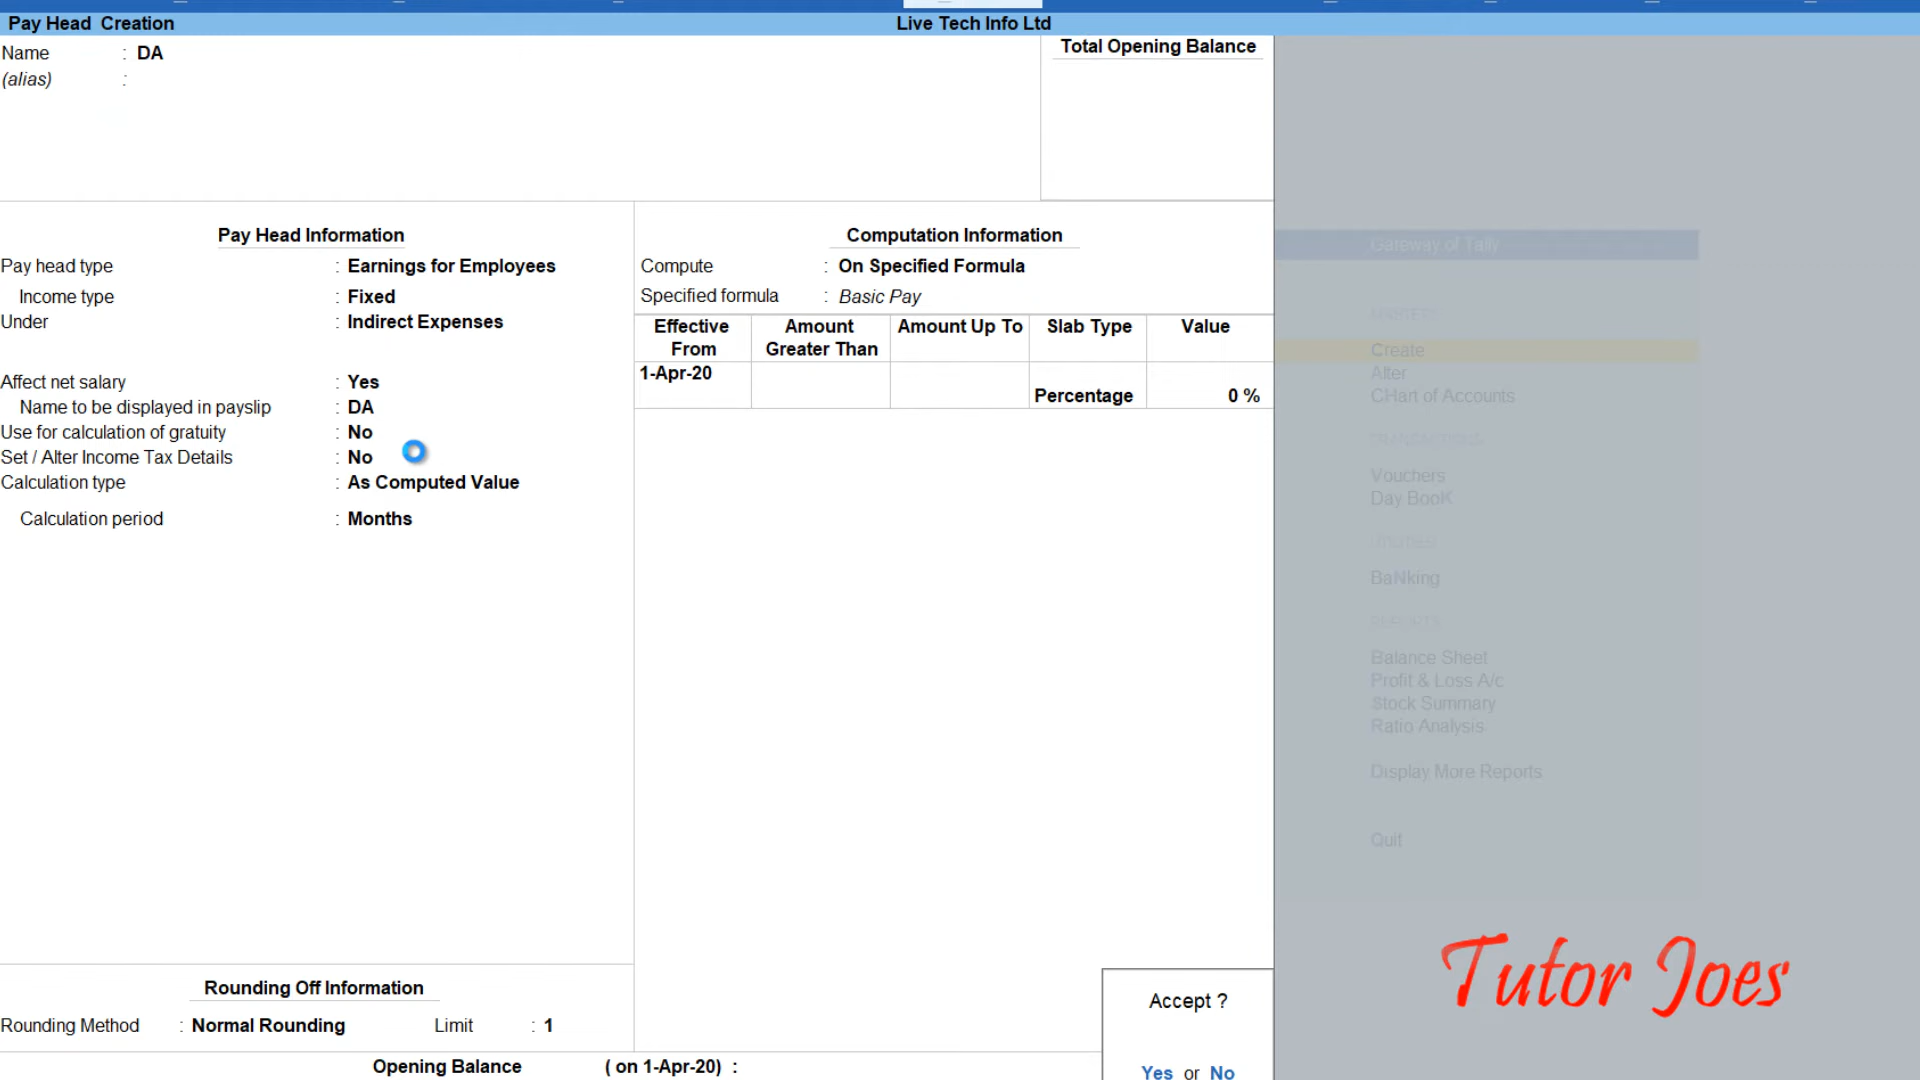 Pay Head Creation
Live Tech Info Ltd
Name : DA
(alias) :
Total Opening Balance
Pay Head Information
Pay head type : Earnings for Employees
Income type : Fixed
Under : Indirect Expenses
Affect net salary : Yes
Name to be displayed in payslip : DA
Use for calculation of gratuity : No
Set / Alter Income Tax Details : No
Calculation type : As Computed Value
Calculation period : Months
Computation Information
Compute : On Specified Formula
Specified formula : Basic Pay
Effective From Amount Greater Than Amount Up To Slab Type Value
1-Apr-20
Percentage 0 %
Rounding Off Information
Rounding Method : Normal Rounding Limit : 1
Opening Balance ( on 1-Apr-20) :
Accept ?
Yes or No
Gateway of Tally
MASTERS
Create
Alter
CHart of Accounts
TRANSACTIONS
Vouchers
Day BooK
UTILITIES
BaNking
REPORTS
Balance Sheet
Profit & Loss A/c
Stock Summary
Ratio Analysis
Display More Reports
Quit
Tutor Joes